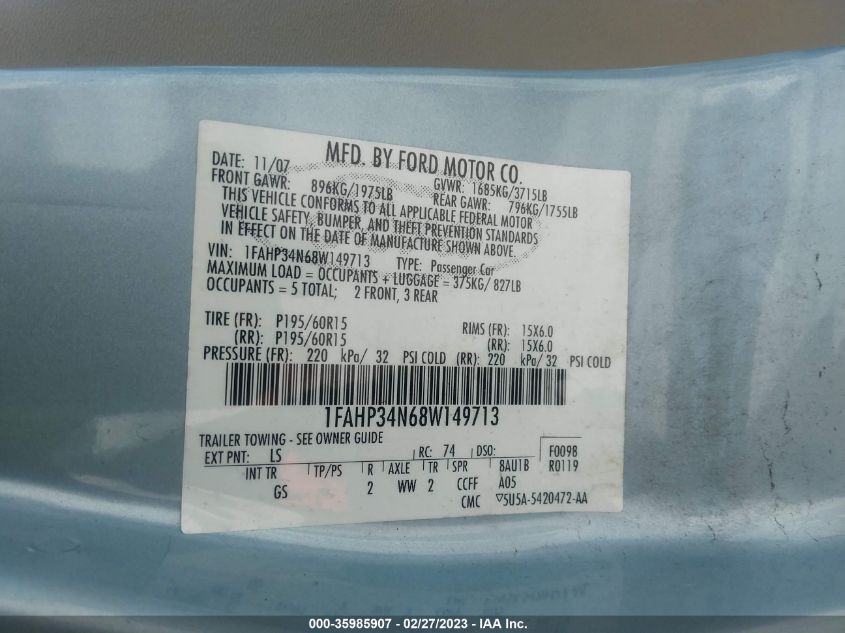 MFD. BY FORD MOTOR CO.
DATE: 11/07 GVWR: 1685KG/3715LB
FRONT GAWR: 896KG/1975LB REAR GAWR: 796KG/1755LB
THIS VEHICLE CONFORMS TO ALL APPLICABLE FEDERAL MOTOR
VEHICLE SAFETY, BUMPER, AND THEFT PREVENTION STANDARDS
IN EFFECT ON THE DATE OF MANUFACTURE SHOWN ABOVE.
VIN: 1FAHP34N68W149713 TYPE: Passenger Car
MAXIMUM LOAD = OCCUPANTS + LUGGAGE = 375KG/ 827LB
OCCUPANTS = 5 TOTAL; 2 FRONT, 3 REAR
TIRE (FR): P195/60R15 RIMS (FR): 15X6.0
(RR): P195/60R15 (RR): 15X6.0
PRESSURE (FR): 220 kPa/ 32 PSI COLD (RR): 220 kPa/ 32 PSI COLD
1FAHP34N68W149713
TRAILER TOWING - SEE OWNER GUIDE
EXT PNT: LS RC: 74 DSO: F0098
INT TR TP/PS R AXLE TR SPR 8AU1B R0119
GS 2 WW 2 CCFF A05
CMC 5U5A-5420472-AA
000-35985907 - 02/27/2023 - IAA Inc.